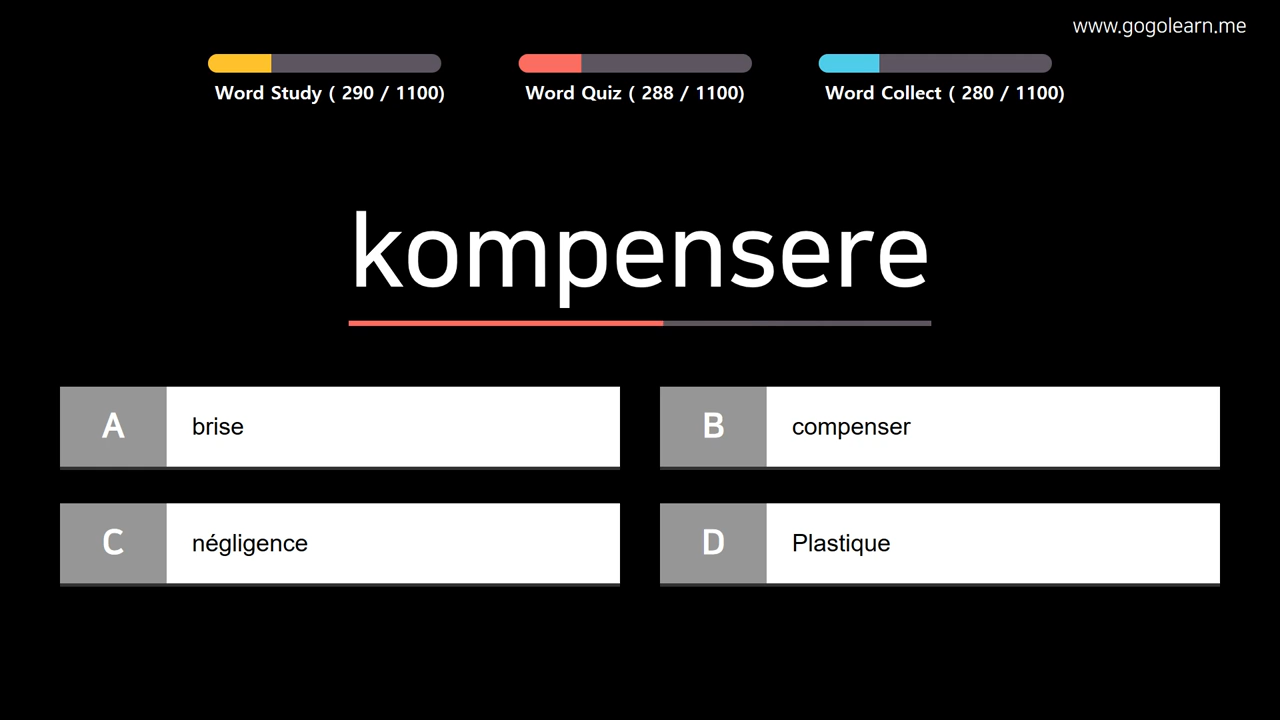 www.gogolearn.me
Word Study ( 290 / 1100)
Word Quiz ( 288 / 1100)
Word Collect ( 280 / 1100)
kompensere
A brise
B compenser
C négligence
D Plastique